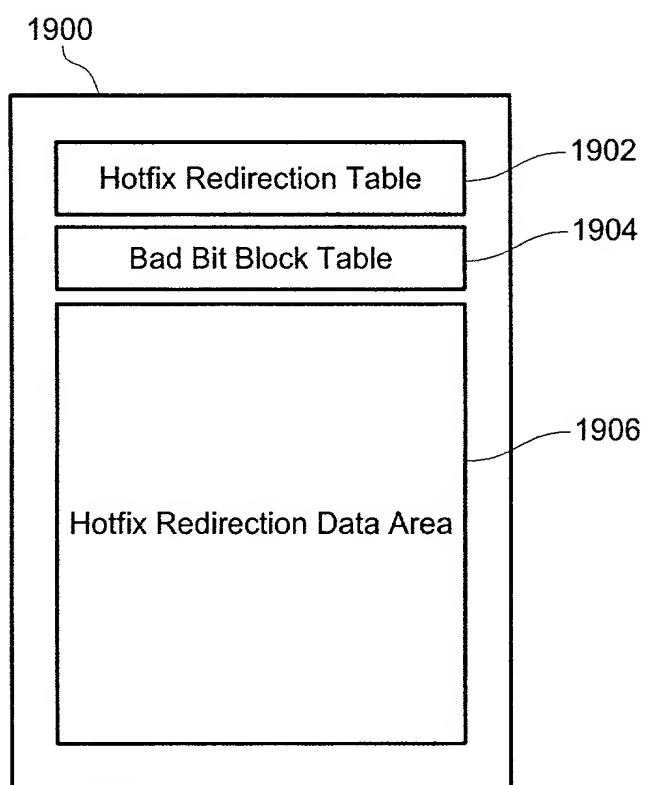 1900
Hotfix Redirection Table
1902
Bad Bit Block Table
1904
1906
Hotfix Redirection Data Area